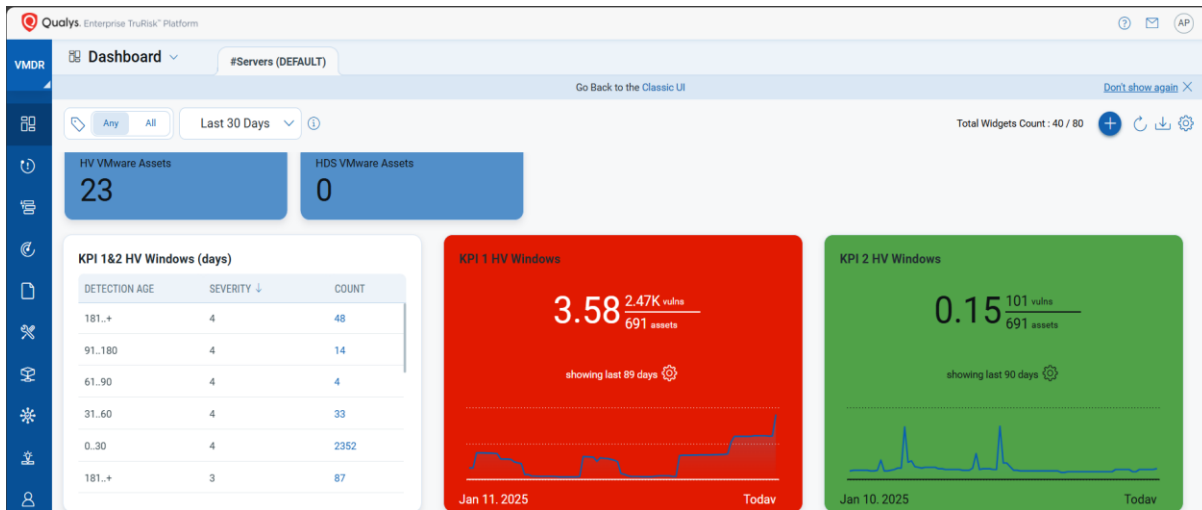 Qualys. Enterprise TruRisk™ Platform
AP
VMDR
Dashboard
#Servers (DEFAULT)
Go Back to the Classic UI
Don't show again
Any All
Last 30 Days
Total Widgets Count : 40 / 80
HV VMware Assets
23
HDS VMware Assets
0
KPI 1&2 HV Windows (days)
DETECTION AGE SEVERITY ↓ COUNT
181..+ 4 48
91..180 4 14
61..90 4 4
31..60 4 33
0..30 4 2352
181..+ 3 87
KPI 1 HV Windows
3.58 2.47K vulns
691 assets
showing last 89 days
Jan 11. 2025 Today
KPI 2 HV Windows
0.15 101 vulns
691 assets
showing last 90 days
Jan 10. 2025 Today